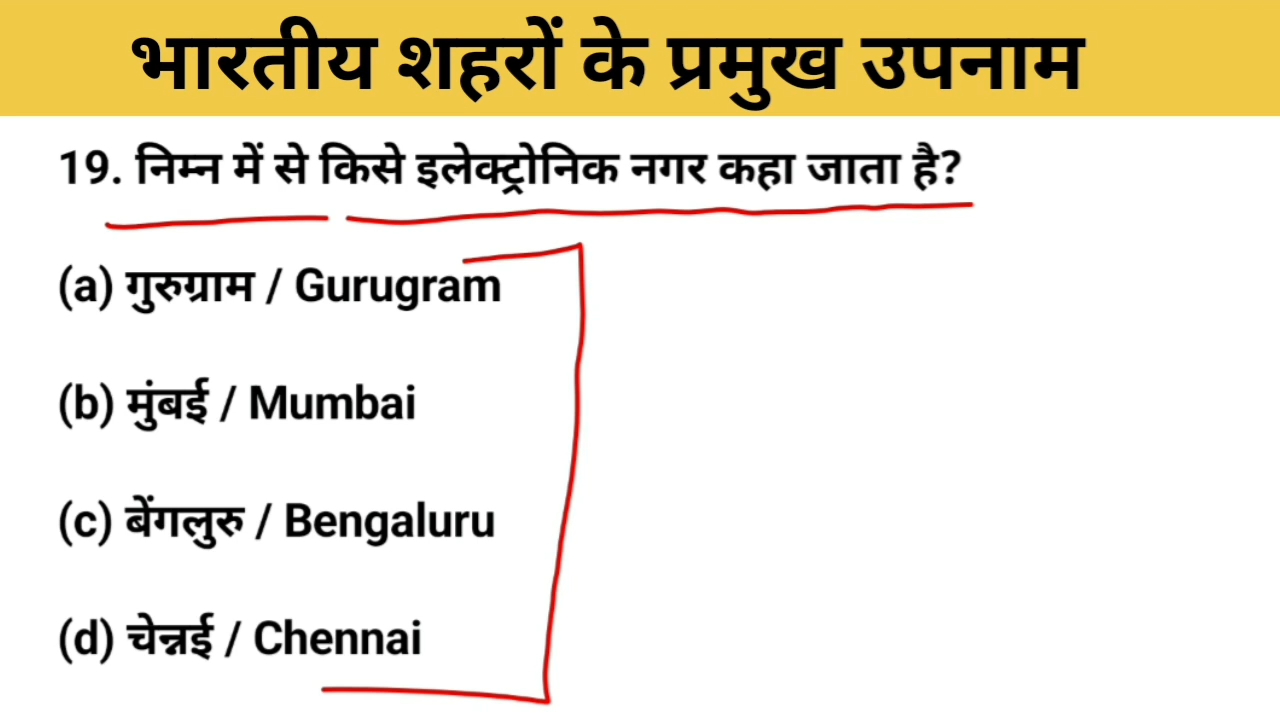 भारतीय शहरों के प्रमुख उपनाम
19. निम्न में से किसे इलेक्ट्रोनिक नगर कहा जाता है?
(a) गुरुग्राम / Gurugram
(b) मुंबई / Mumbai
(c) बेंगलुरु / Bengaluru
(d) चेन्नई / Chennai